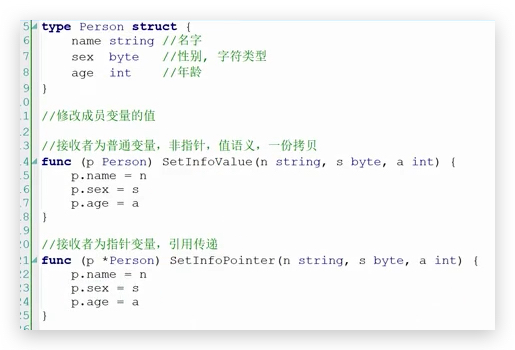 5 type Person struct {
6 name string //名字
7 sex byte //性别, 字符类型
8 age int //年龄
9 }
0
1 //修改成员变量的值
2
3 //接收者为普通变量，非指针，值语义，一份拷贝
4 func (p Person) SetInfoValue(n string, s byte, a int) {
5 p.name = n
6 p.sex = s
7 p.age = a
8 }
9
0 //接收者为指针变量，引用传递
1 func (p *Person) SetInfoPointer(n string, s byte, a int) {
2 p.name = n
3 p.sex = s
4 p.age = a
5 }